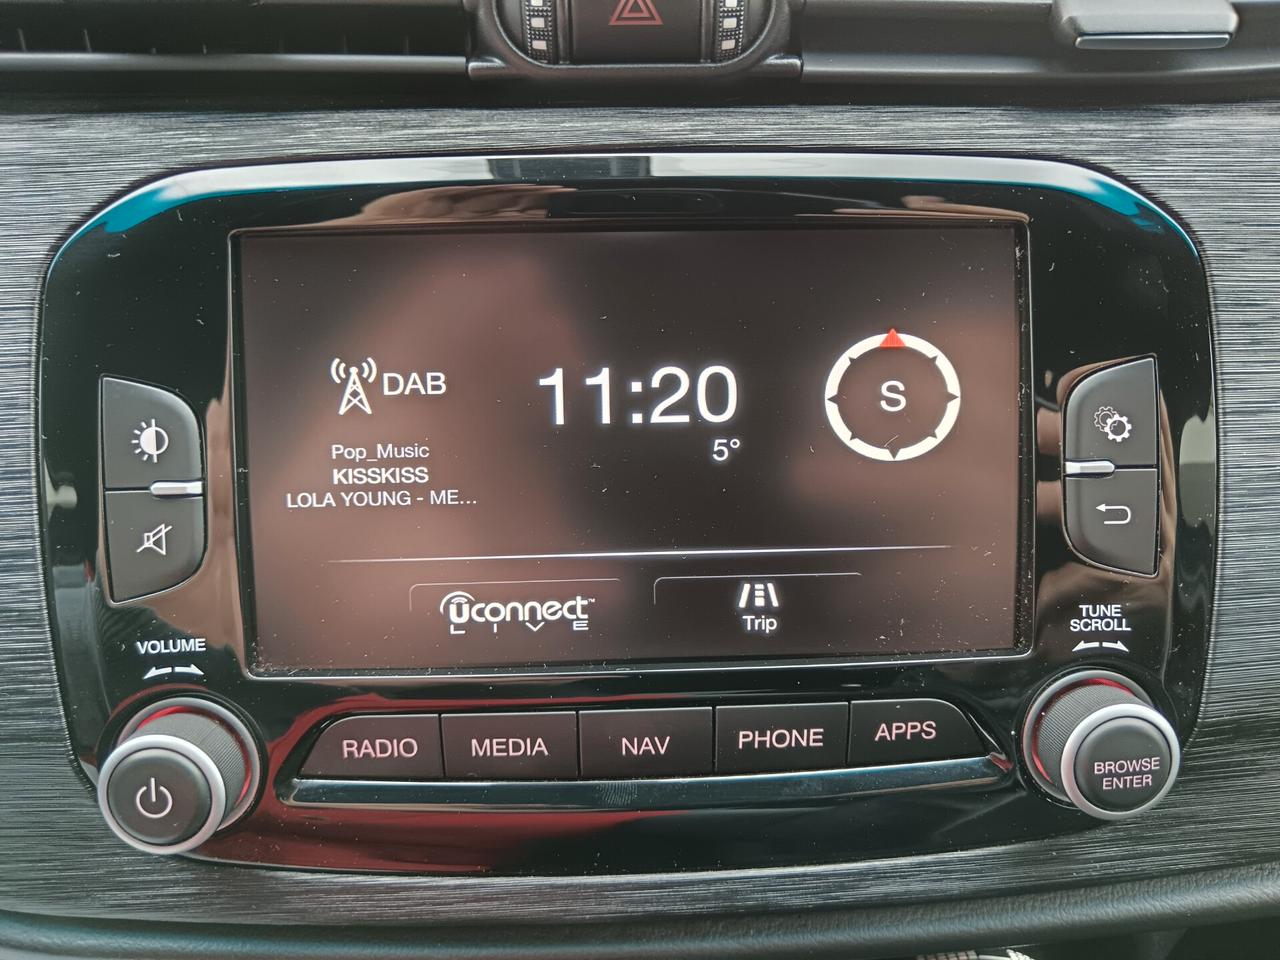 DAB
Pop_Music
KISSKISS
LOLA YOUNG - ME...
11:20
5°
S
uconnect™
LIVE
Trip
VOLUME
TUNE
SCROLL
RADIO
MEDIA
NAV
PHONE
APPS
BROWSE
ENTER